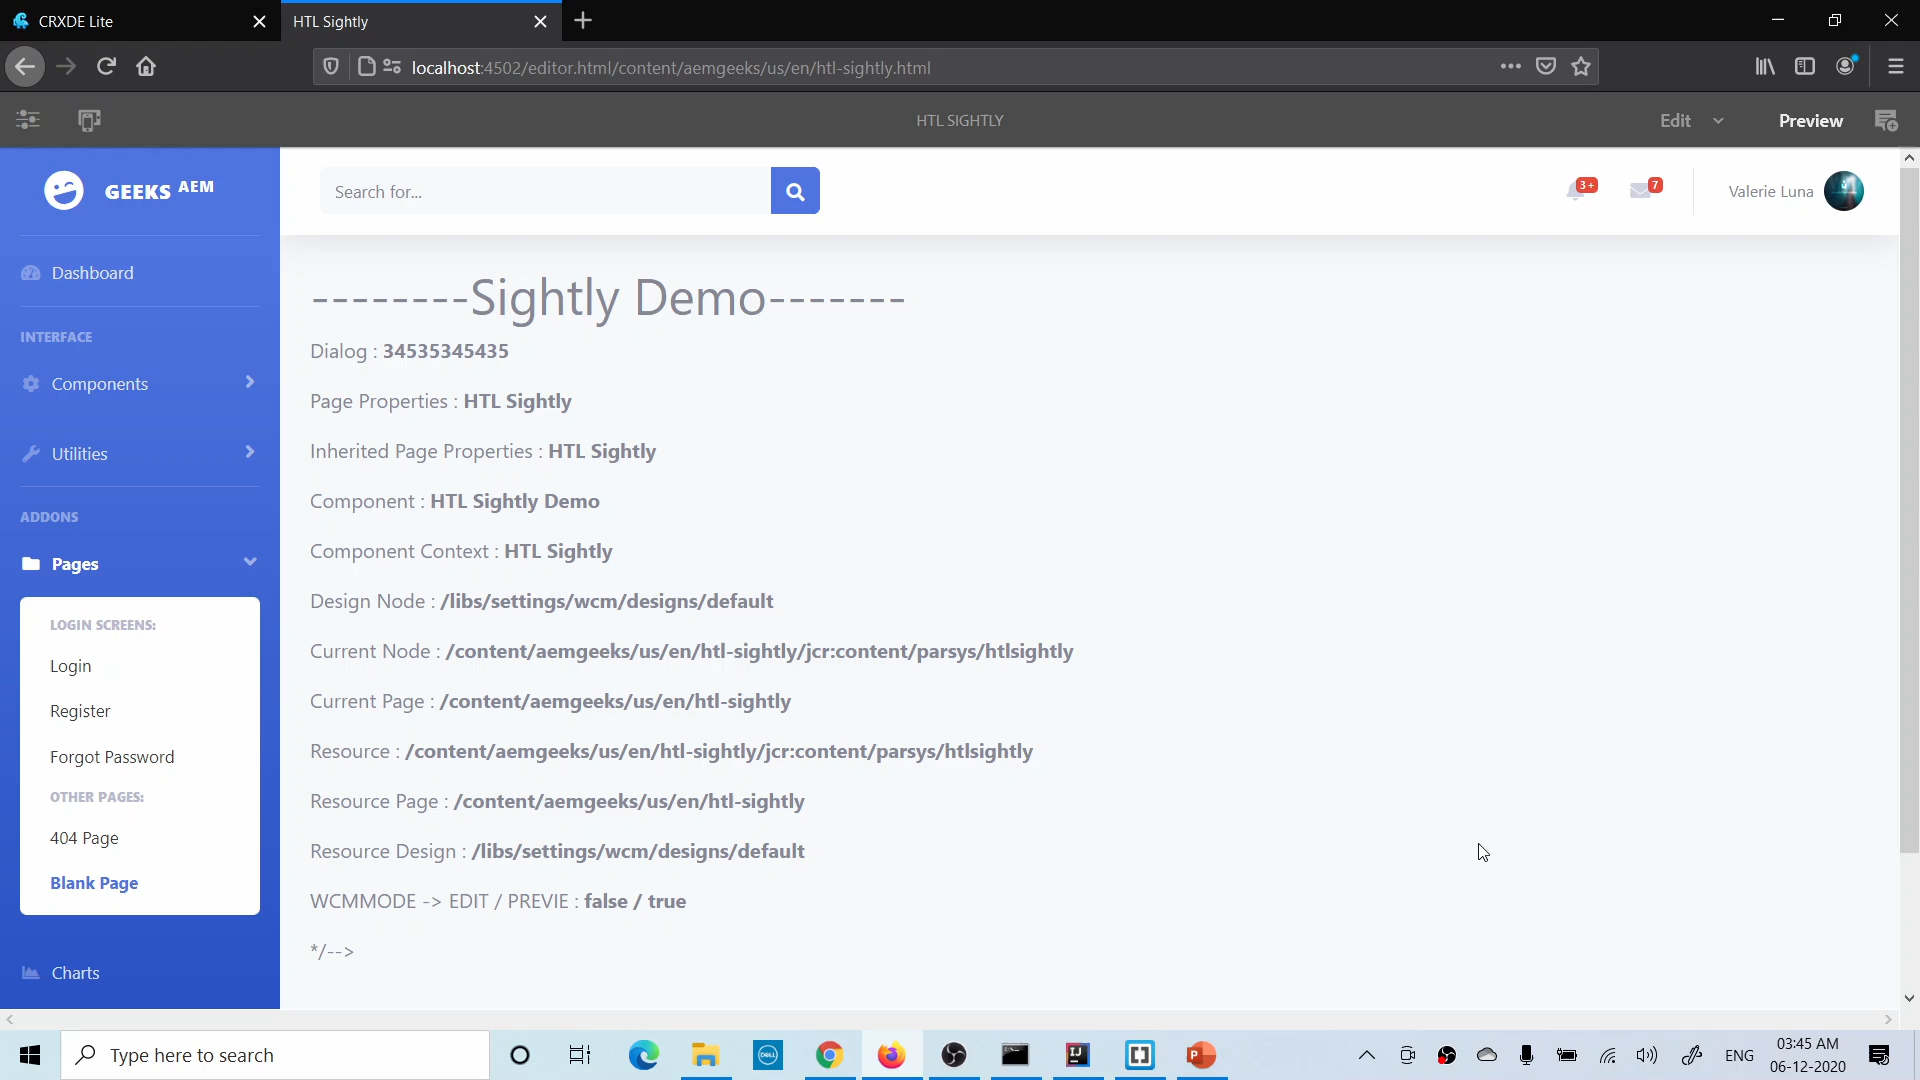 CRXDE Lite
HTL Sightly
localhost:4502/editor.html/content/aemgeeks/us/en/htl-sightly.html
HTL SIGHTLY
Edit
Preview
GEEKS AEM
Search for...
3+
7
Valerie Luna
Dashboard
INTERFACE
Components
Utilities
ADDONS
Pages
LOGIN SCREENS:
Login
Register
Forgot Password
OTHER PAGES:
404 Page
Blank Page
Charts
--------Sightly Demo-------
Dialog : 34535345435
Page Properties : HTL Sightly
Inherited Page Properties : HTL Sightly
Component : HTL Sightly Demo
Component Context : HTL Sightly
Design Node : /libs/settings/wcm/designs/default
Current Node : /content/aemgeeks/us/en/htl-sightly/jcr:content/parsys/htlsightly
Current Page : /content/aemgeeks/us/en/htl-sightly
Resource : /content/aemgeeks/us/en/htl-sightly/jcr:content/parsys/htlsightly
Resource Page : /content/aemgeeks/us/en/htl-sightly
Resource Design : /libs/settings/wcm/designs/default
WCMMODE -> EDIT / PREVIE : false / true
*/-->
Type here to search
DELL
IJ
P
ENG
03:45 AM
06-12-2020